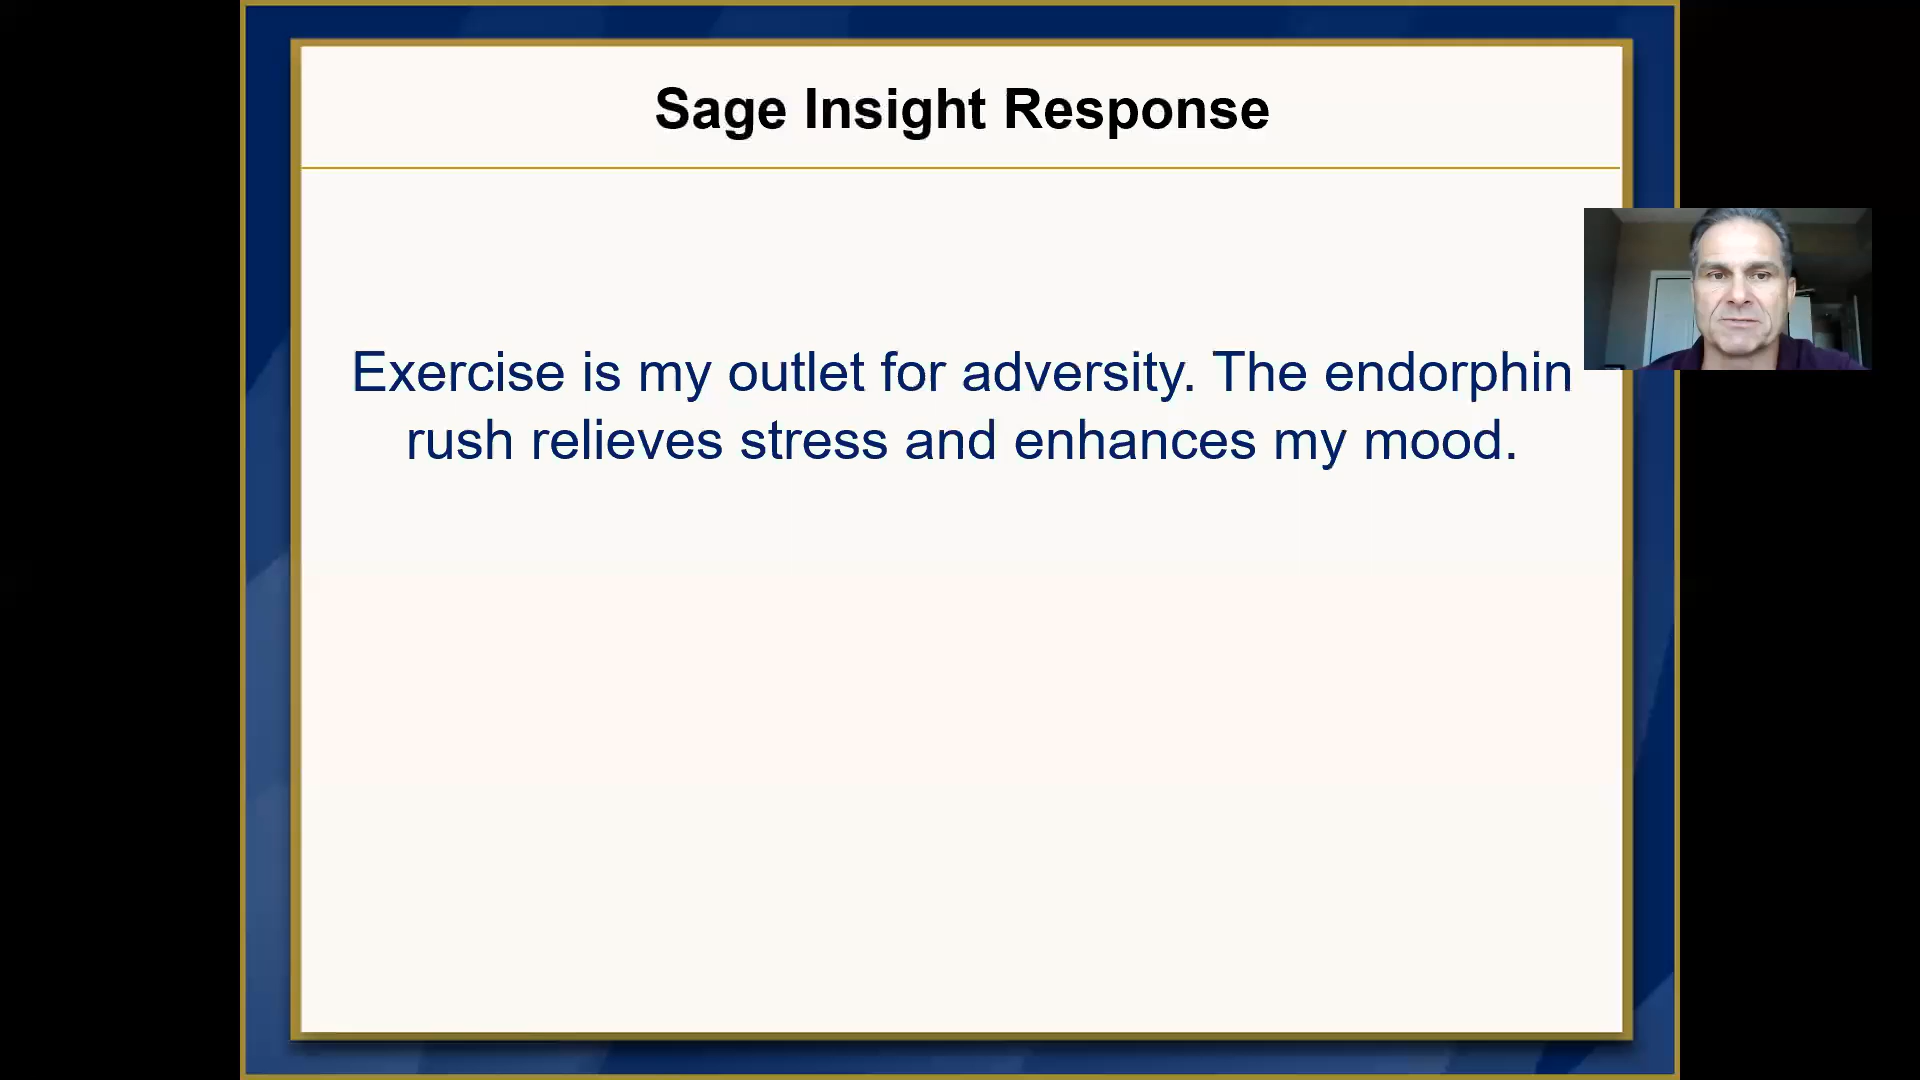 Sage Insight Response
Exercise is my outlet for adversity. The endorphin
rush relieves stress and enhances my mood.